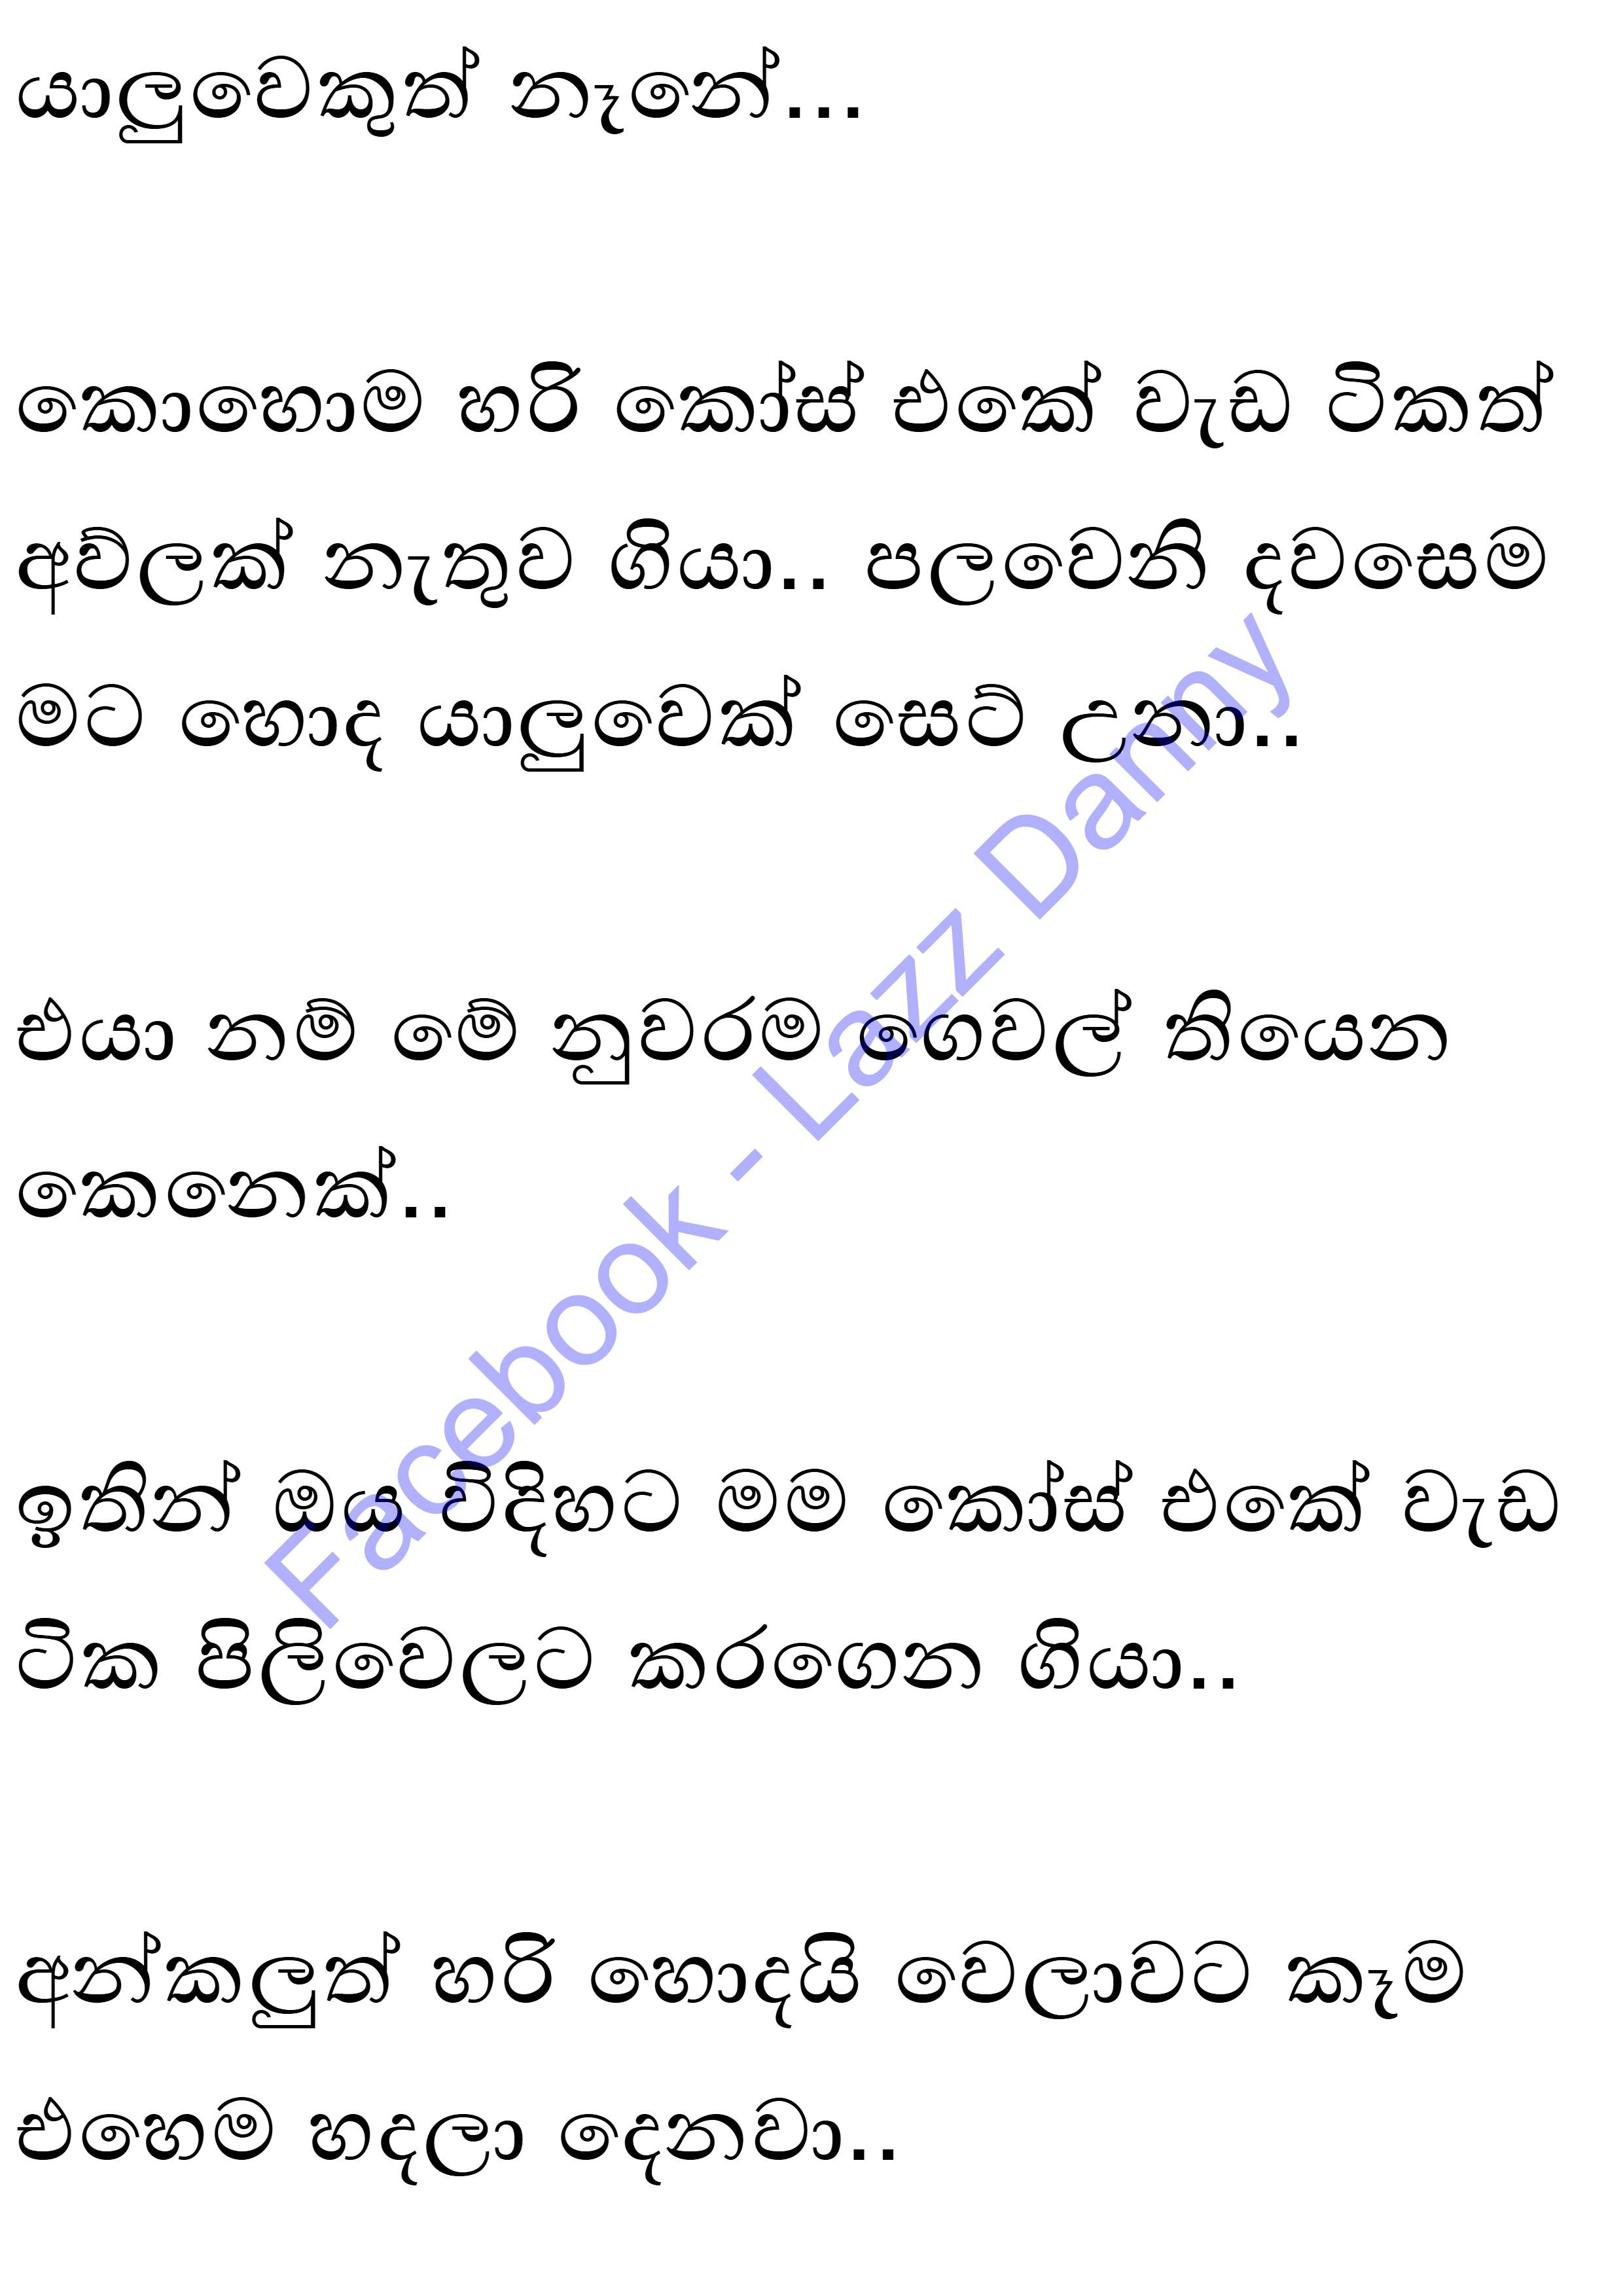 යාලුවෙකුත් නෑනේ...
කොහොම හරි කෝස් එකේ වැඩ ටිකත්
අව්ලක් නැතුව ගියා.. පලවෙනි දවසෙම
මට හොද යාලුවෙක් සෙට් උනා..
එයා නම් මේ නුවරම ගෙවල් තියෙන
කෙනෙක්..
ඉතින් ඔය විදිහට මම කෝස් එකේ වැඩ
ටික පිලිවෙලට කරගෙන ගියා..
අන්කලුත් හරි හොදයි වෙලාවට කෑම
එහෙම හදලා දෙනවා..
Facebook - Lazz Danny